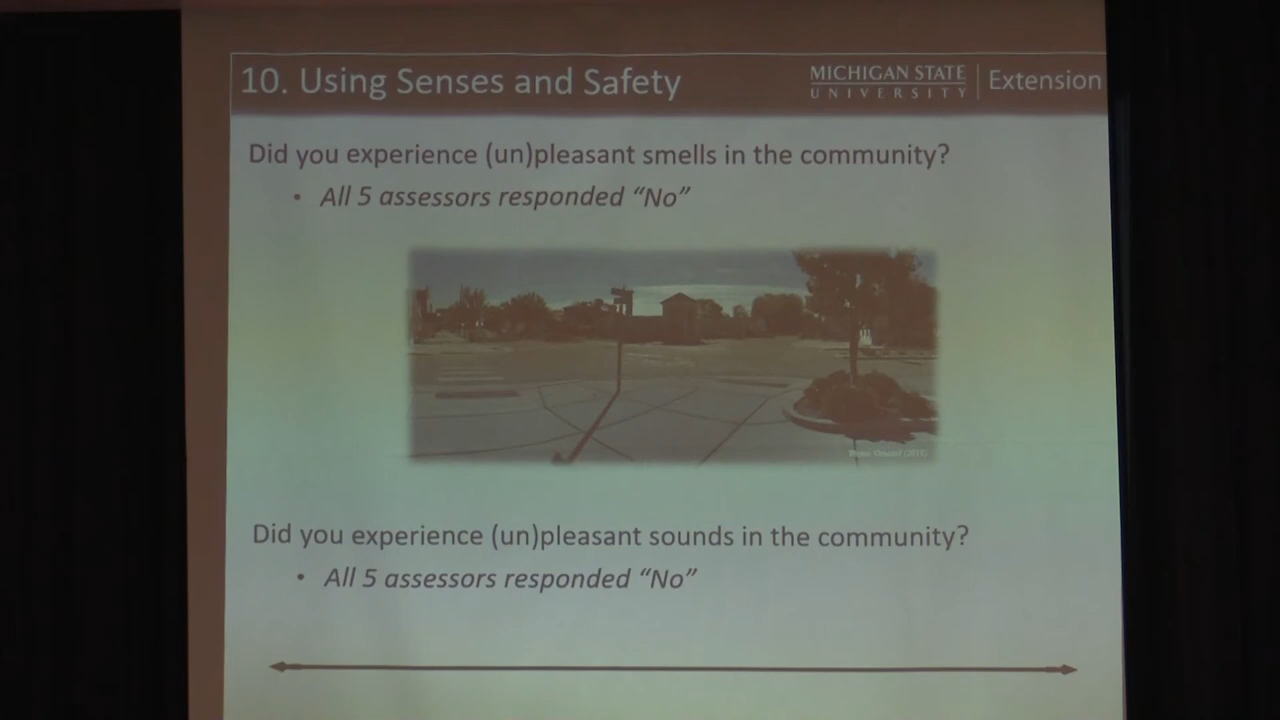 10. Using Senses and Safety
MICHIGAN STATE
UNIVERSITY
Extension
Did you experience (un)pleasant smells in the community?
• All 5 assessors responded “No”
Did you experience (un)pleasant sounds in the community?
• All 5 assessors responded “No”